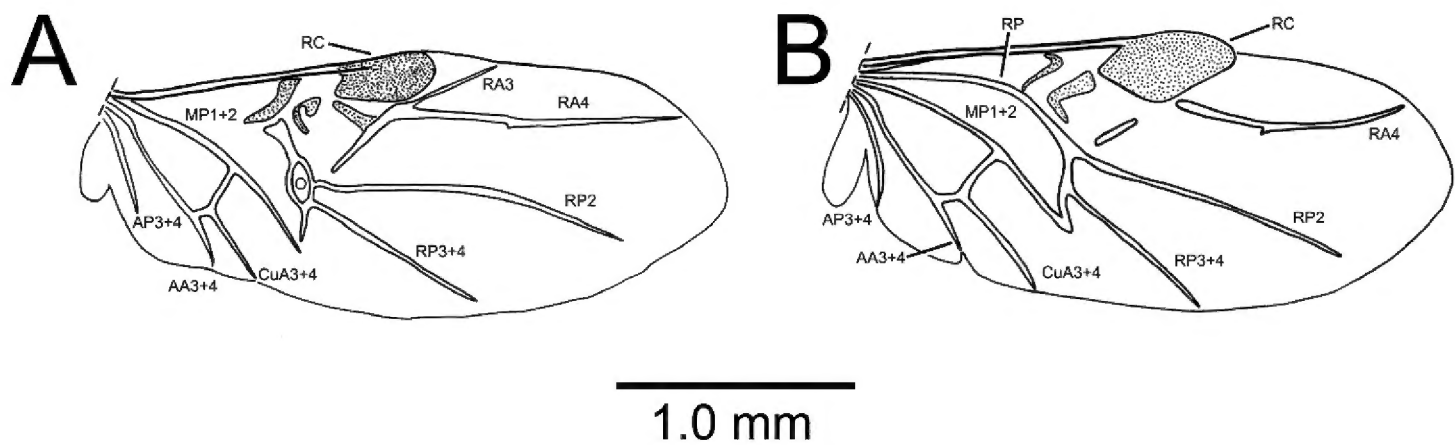 A
RC
RA3
RA4
MP1+2
RP2
AP3+4
RP3+4
AA3+4
CuA3+4
B
RP
RC
MP1+2
RA4
AP3+4
RP2
AA3+4
CuA3+4
RP3+4
1.0 mm